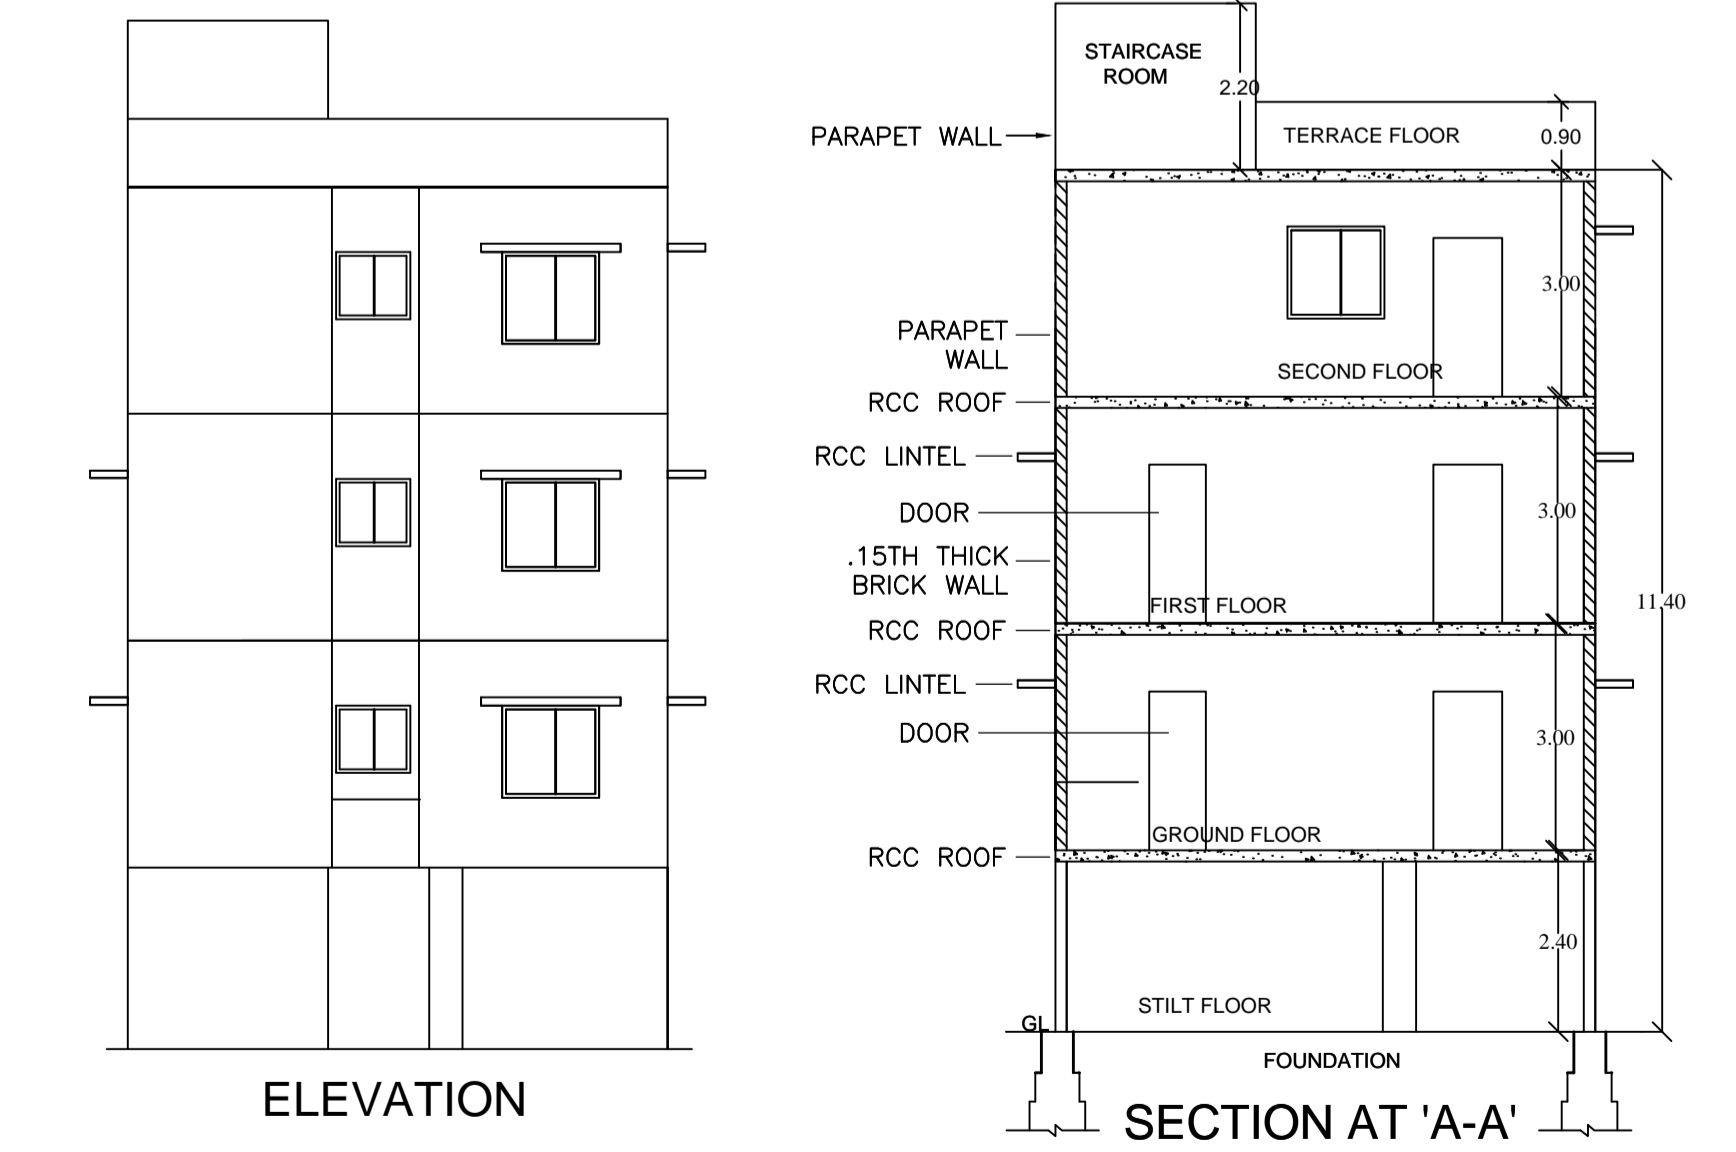 STAIRCASE
ROOM
2.20
PARAPET WALL
TERRACE FLOOR
0.90
3.00
PARAPET
WALL
SECOND FLOOR
RCC ROOF
RCC LINTEL
DOOR
3.00
.15TH THICK
BRICK WALL
FIRST FLOOR
11.40
RCC ROOF
RCC LINTEL
DOOR
3.00
GROUND FLOOR
RCC ROOF
2.40
STILT FLOOR
GL
FOUNDATION
ELEVATION
SECTION AT 'A-A'